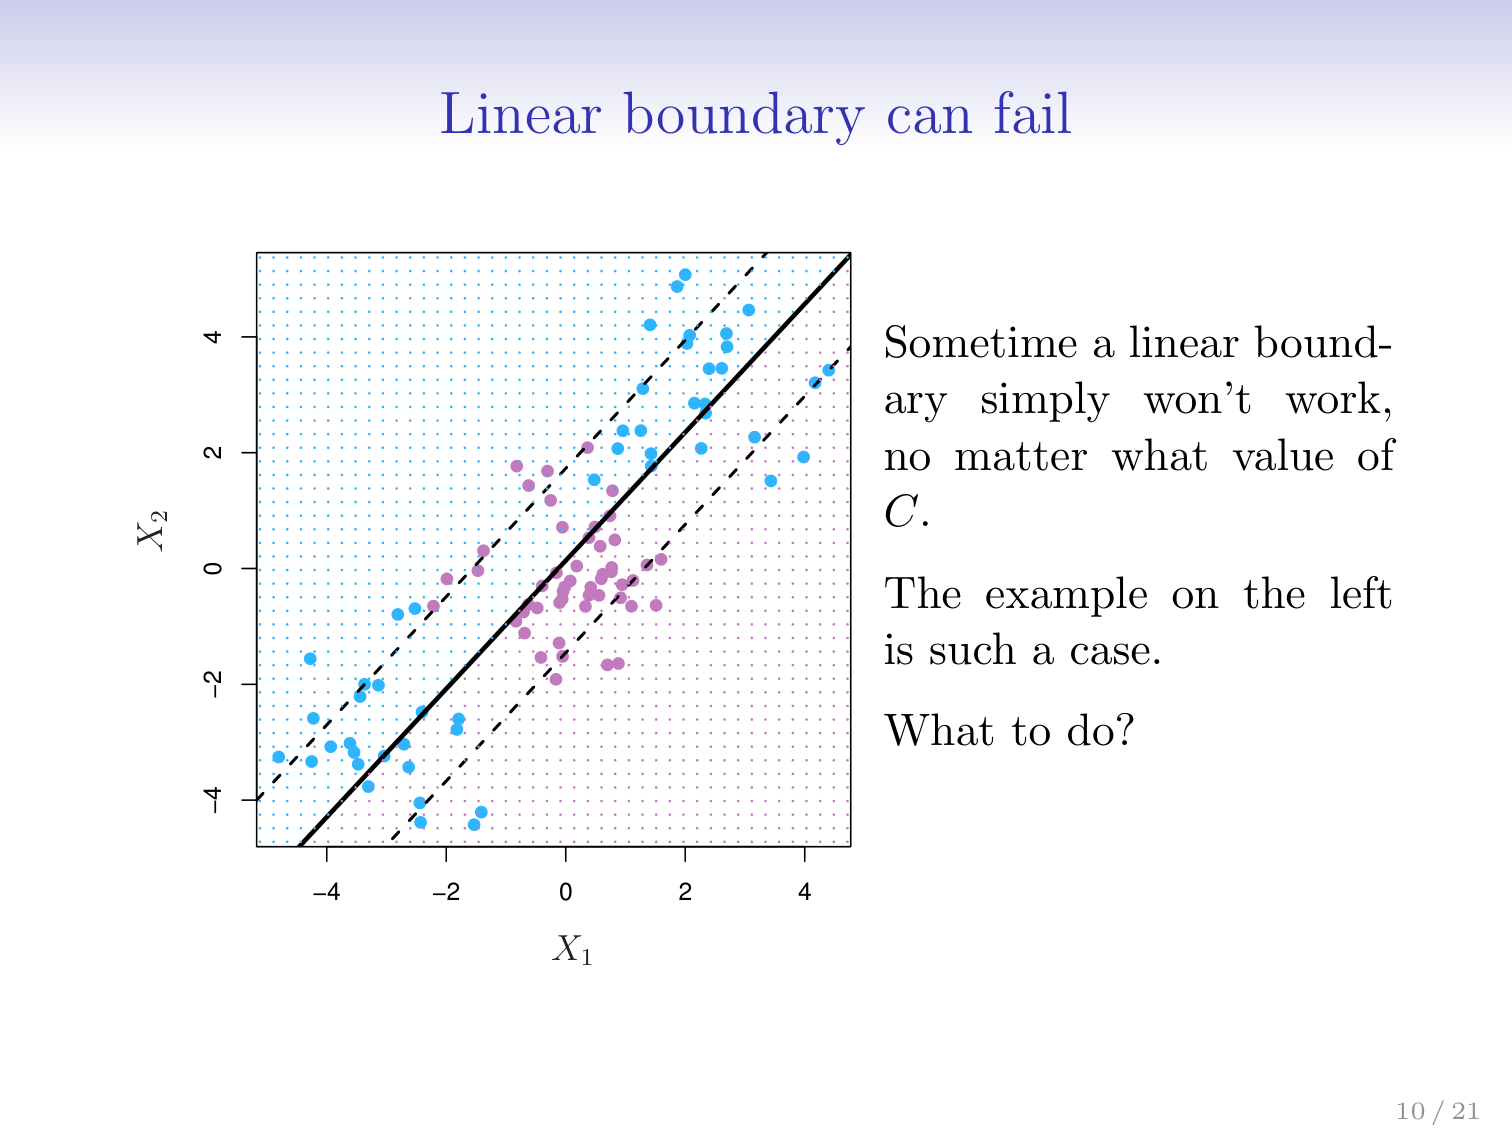 Linear boundary can fail
4
2
0
−2
−4
X2
−4 −2 0 2 4
X1
Sometime a linear bound-
ary simply won't work,
no matter what value of
C.
The example on the left
is such a case.
What to do?
10 / 21